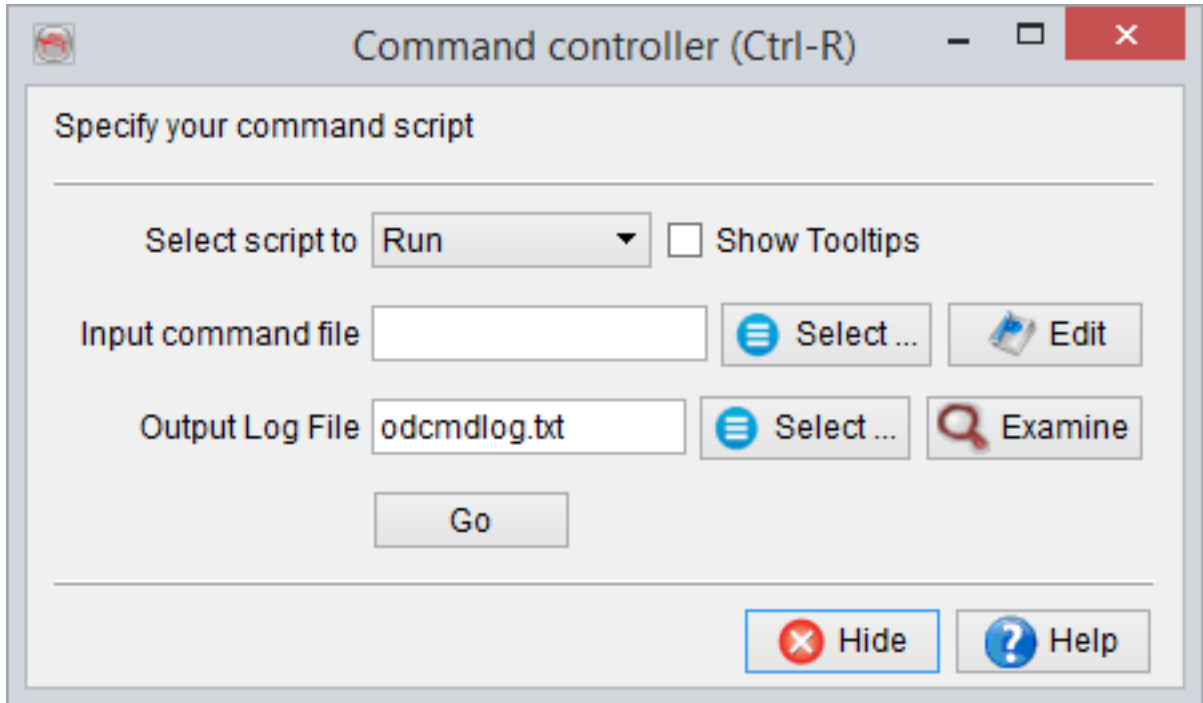 Command controller (Ctrl-R)
Specify your command script
Select script to Run Show Tooltips
Input command file Select ... Edit
Output Log File odcmdlog.txt Select ... Examine
Go
Hide Help